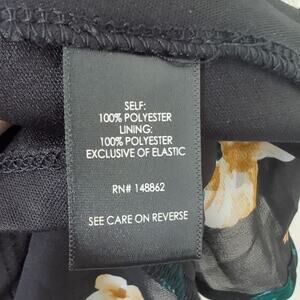 SELF:
100% POLYESTER
LINING:
100% POLYESTER
EXCLUSIVE OF ELASTIC
RN# 148862
SEE CARE ON REVERSE